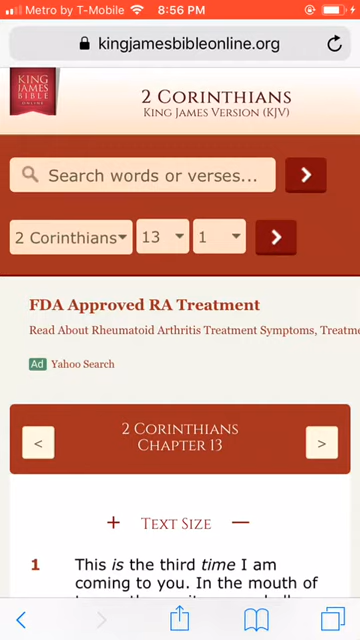 Metro by T-Mobile 8:56 PM
kingjamesbibleonline.org
KING
JAMES
BIBLE
ONLINE
2 CORINTHIANS
KING JAMES VERSION (KJV)
Search words or verses...
2 Corinthians 13 1
FDA Approved RA Treatment
Read About Rheumatoid Arthritis Treatment Symptoms,
Ad Yahoo Search
< 2 CORINTHIANS >
CHAPTER 13
+ TEXT SIZE —
1 This is the third time I am
coming to you. In the mouth of